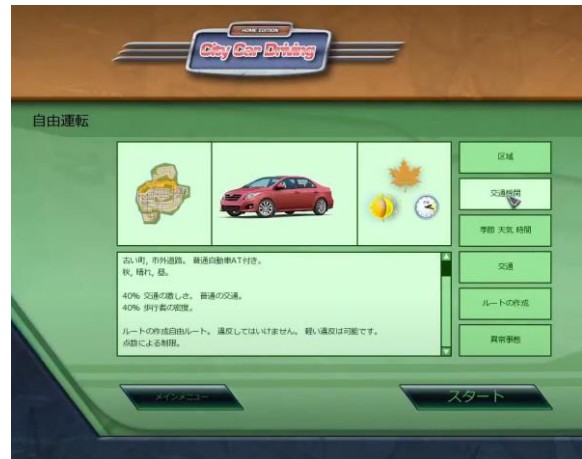 HOME EDITION
City Car Driving
自由運転
区域
交通機関
季節 天気 時間
交通
ルートの作成
異常事態
古い町, 市外道路。 普通自動車AT付き。
秋, 晴れ, 昼。
40% 交通の激しさ。 普通の交通。
40% 歩行者の密度。
ルートの作成自由ルート。 違反してはいけません。 軽い違反は可能です。
点数による制限。
メインメニュー
スタート